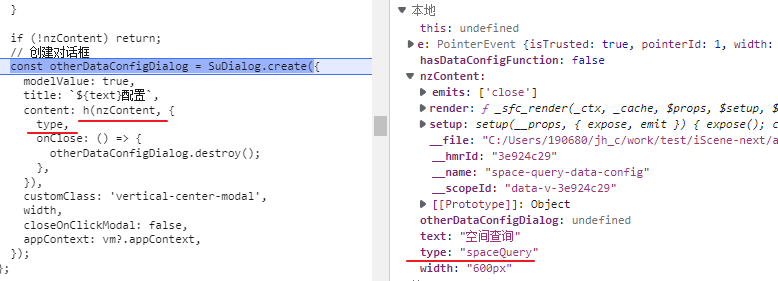 }
if (!nzContent) return;
// 创建对话框
const otherDataConfigDialog = SuDialog.create({
modelValue: true,
title: `${text}配置`,
content: h(nzContent, {
type,
onClose: () => {
otherDataConfigDialog.destroy();
},
}),
customClass: 'vertical-center-modal',
width,
closeOnClickModal: false,
appContext: vm?.appContext,
});
};
本地
this: undefined
e: PointerEvent {isTrusted: true, pointerId: 1, width:
hasDataConfigFunction: false
nzContent:
emits: ['close']
render: ƒ _sfc_render(_ctx, _cache, $props, $setup, $
setup: setup(__props, { expose, emit }) { expose(); c
__file: "C:/Users/190680/jh_c/work/test/iScene-next/a
__hmrId: "3e924c29"
__name: "space-query-data-config"
__scopeId: "data-v-3e924c29"
[[Prototype]]: Object
otherDataConfigDialog: undefined
text: "空间查询"
type: "spaceQuery"
width: "600px"